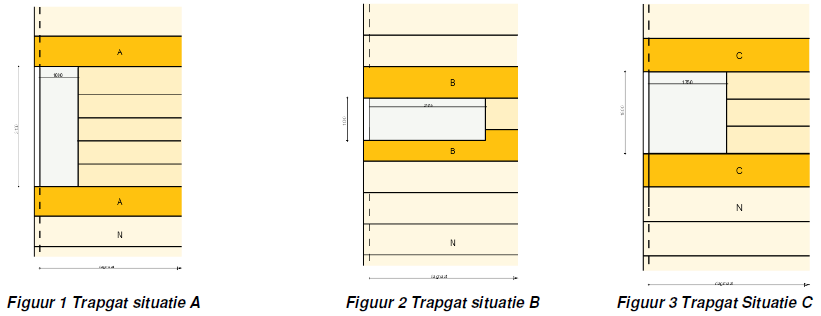 A
1000
A
N
Figuur 1 Trapgat situatie A
B
B
N
Figuur 2 Trapgat situatie B
C
1750
C
N
Figuur 3 Trapgat Situatie C